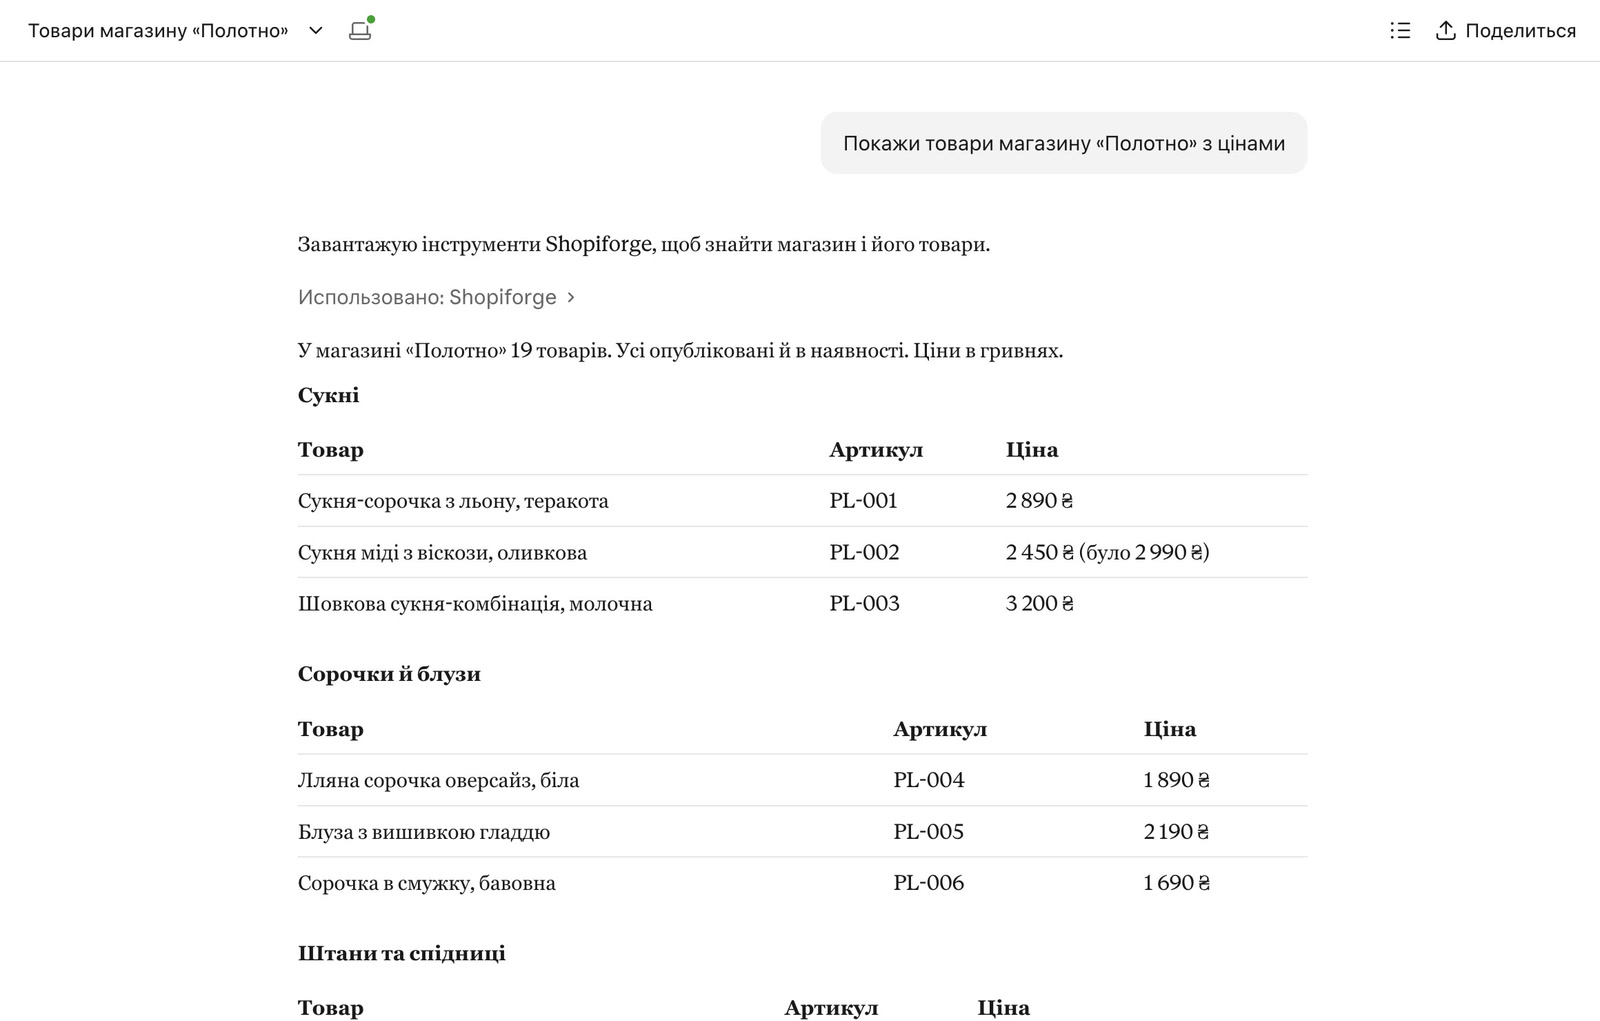 Товари магазину «Полотно»
Поделиться
Покажи товари магазину «Полотно» з цінами
Завантажую інструменти Shopiforge, щоб знайти магазин і його товари.
Использовано: Shopiforge
У магазині «Полотно» 19 товарів. Усі опубліковані й в наявності. Ціни в гривнях.
Сукні
Товар Артикул Ціна
Сукня-сорочка з льону, теракота PL-001 2 890 ₴
Сукня міді з віскози, оливкова PL-002 2 450 ₴ (було 2 990 ₴)
Шовкова сукня-комбінація, молочна PL-003 3 200 ₴
Сорочки й блузи
Товар Артикул Ціна
Лляна сорочка оверсайз, біла PL-004 1 890 ₴
Блуза з вишивкою гладдю PL-005 2 190 ₴
Сорочка в смужку, бавовна PL-006 1 690 ₴
Штани та спідниці
Товар Артикул Ціна